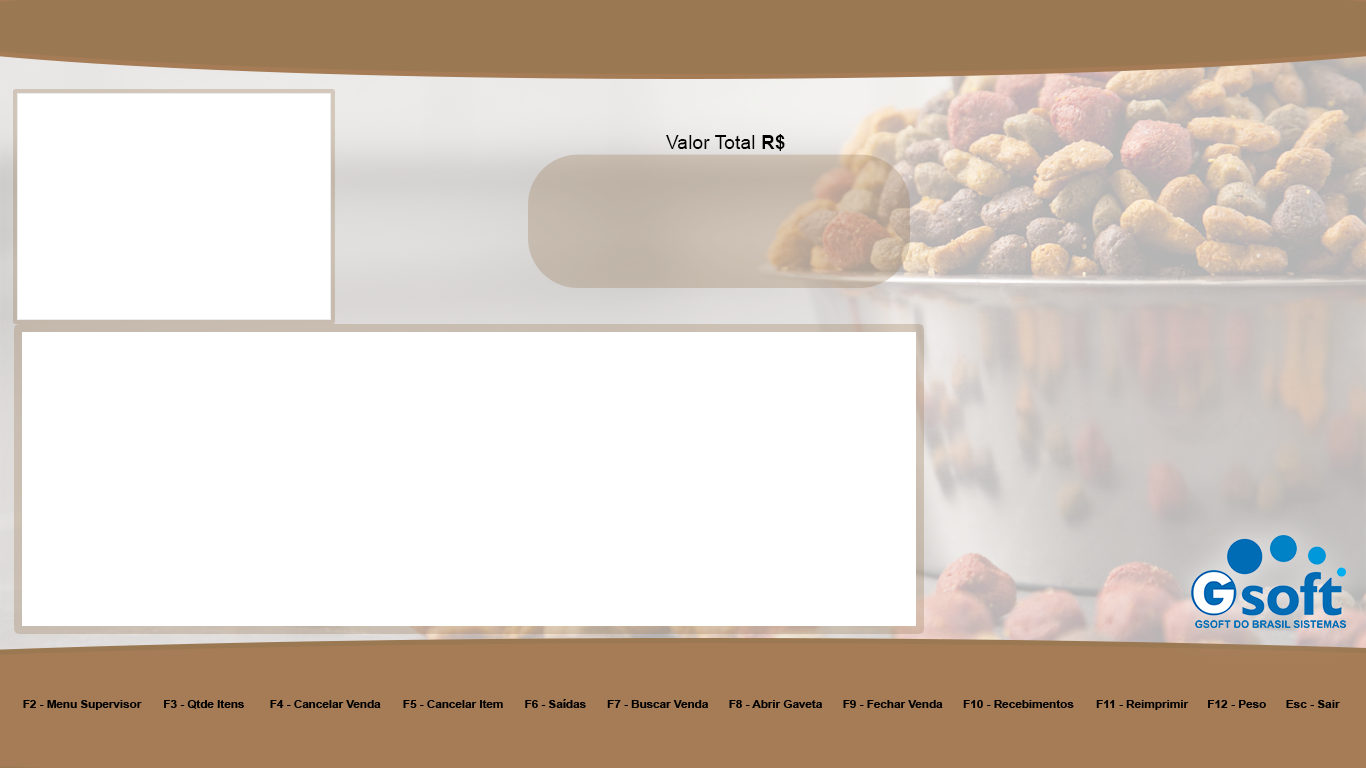 Valor Total R$
Gsoft
GSOFT DO BRASIL SISTEMAS
F2 - Menu Supervisor F3 - Qtde Itens F4 - Cancelar Venda F5 - Cancelar Item F6 - Saídas F7 - Buscar Venda F8 - Abrir Gaveta F9 - Fechar Venda F10 - Recebimentos F11 - Reimprimir F12 - Peso Esc - Sair